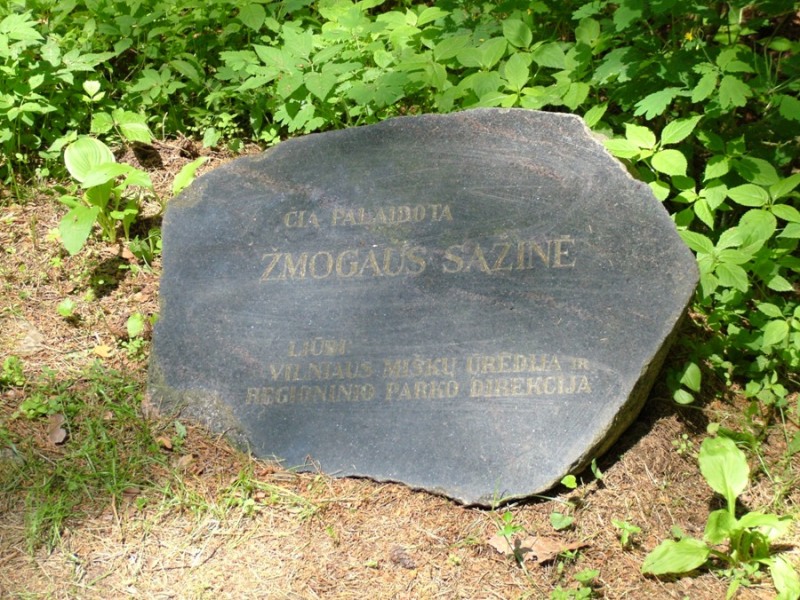 ČIA PALAIDOTA
ŽMOGAUS SĄŽINĖ
LIŪDI
VILNIAUS MIŠKŲ URĖDIJA IR
REGIONINIO PARKO DIREKCIJA